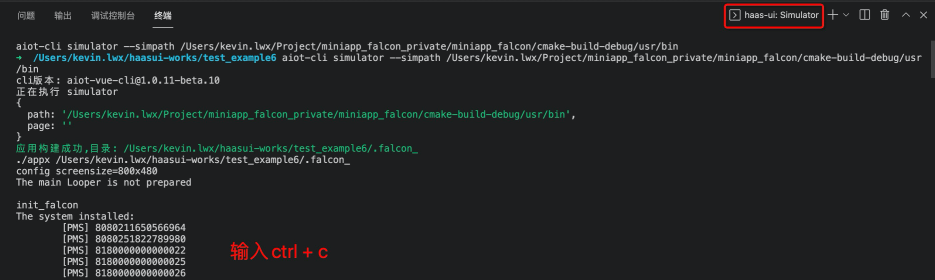 问题 输出 调试控制台 终端 haas-ui: Simulator
aiot-cli simulator --simpath /Users/kevin.lwx/Project/miniapp_falcon_private/miniapp_falcon/cmake-build-debug/usr/bin
➜ /Users/kevin.lwx/haasui-works/test_example6 aiot-cli simulator --simpath /Users/kevin.lwx/Project/miniapp_falcon_private/miniapp_falcon/cmake-build-debug/usr
/bin
cli版本: aiot-vue-cli@1.0.11-beta.10
正在执行 simulator
{
path: '/Users/kevin.lwx/Project/miniapp_falcon_private/miniapp_falcon/cmake-build-debug/usr/bin',
page: ''
}
应用构建成功,目录: /Users/kevin.lwx/haasui-works/test_example6/.falcon_
./appx /Users/kevin.lwx/haasui-works/test_example6/.falcon_
config screensize=800x480
The main Looper is not prepared
init_falcon
The system installed:
[PMS] 8080211650566964
[PMS] 8080251822789980
[PMS] 8180000000000022
[PMS] 8180000000000025
[PMS] 8180000000000026
输入 ctrl + c